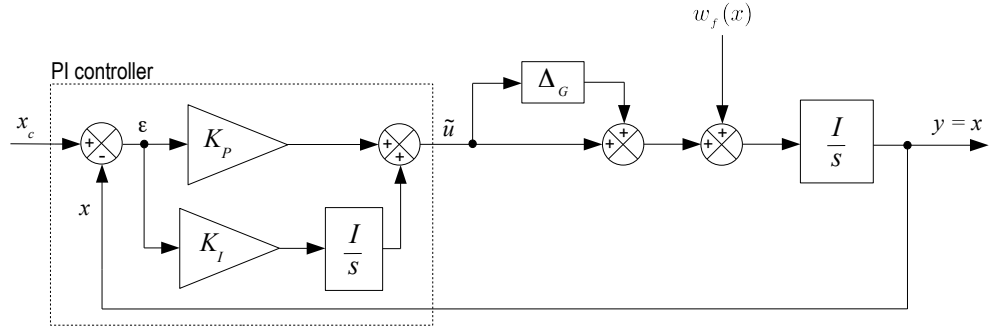 w_f(x)
PI controller
Δ_G
x_c
+
-
ε
K_P
+
+
ũ
+
+
+
+
I
s
y = x
x
K_I
I
s